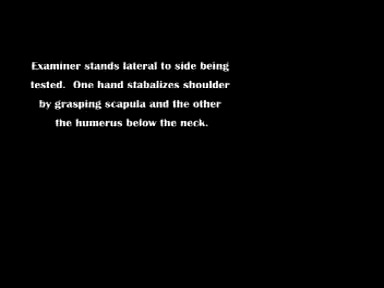 Examiner stands lateral to side being
tested.  One hand stabalizes shoulder
by grasping scapula and the other
the humerus below the neck.